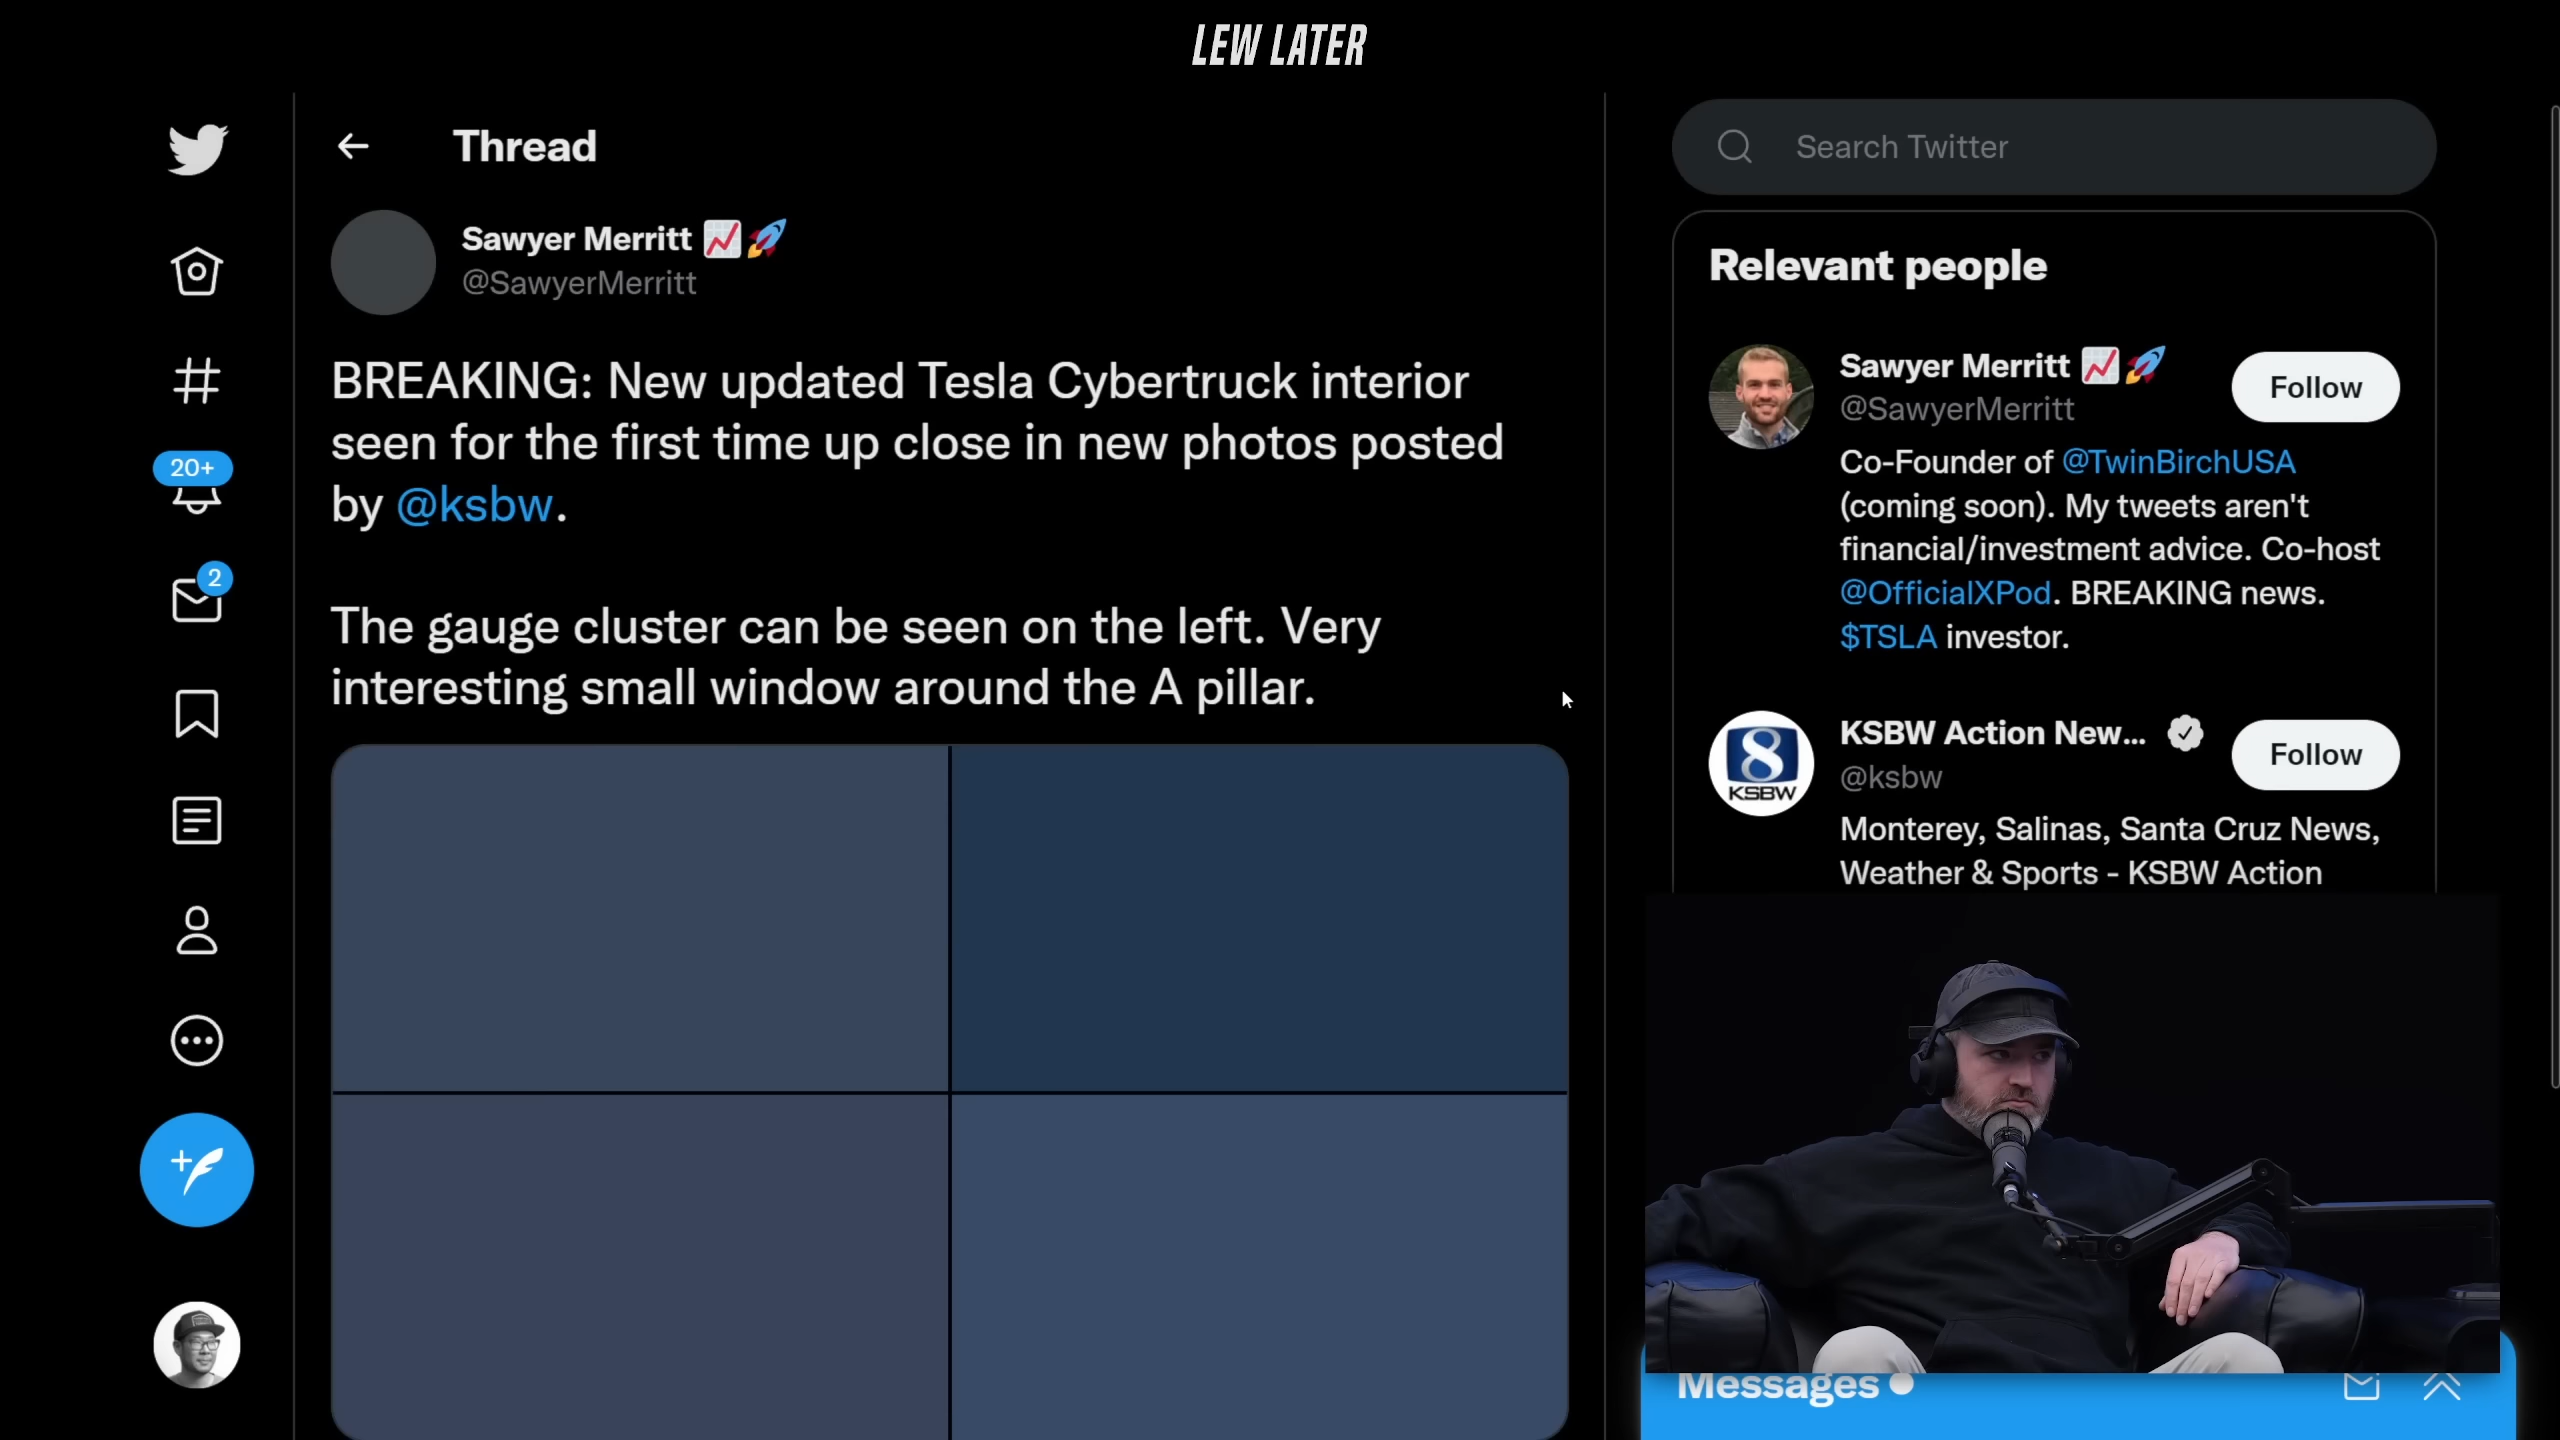 LEW LATER
Thread
Search Twitter
Sawyer Merritt 📈🚀
@SawyerMerritt
BREAKING: New updated Tesla Cybertruck interior
seen for the first time up close in new photos posted
by @ksbw.
The gauge cluster can be seen on the left. Very
interesting small window around the A pillar.
20+
2
Relevant people
Sawyer Merritt 📈🚀
@SawyerMerritt
Follow
Co-Founder of @TwinBirchUSA
(coming soon). My tweets aren't
financial/investment advice. Co-host
@OfficialXPod. BREAKING news.
$TSLA investor.
8
KSBW
KSBW Action New...
@ksbw
Follow
Monterey, Salinas, Santa Cruz News,
Weather & Sports - KSBW Action
Messages